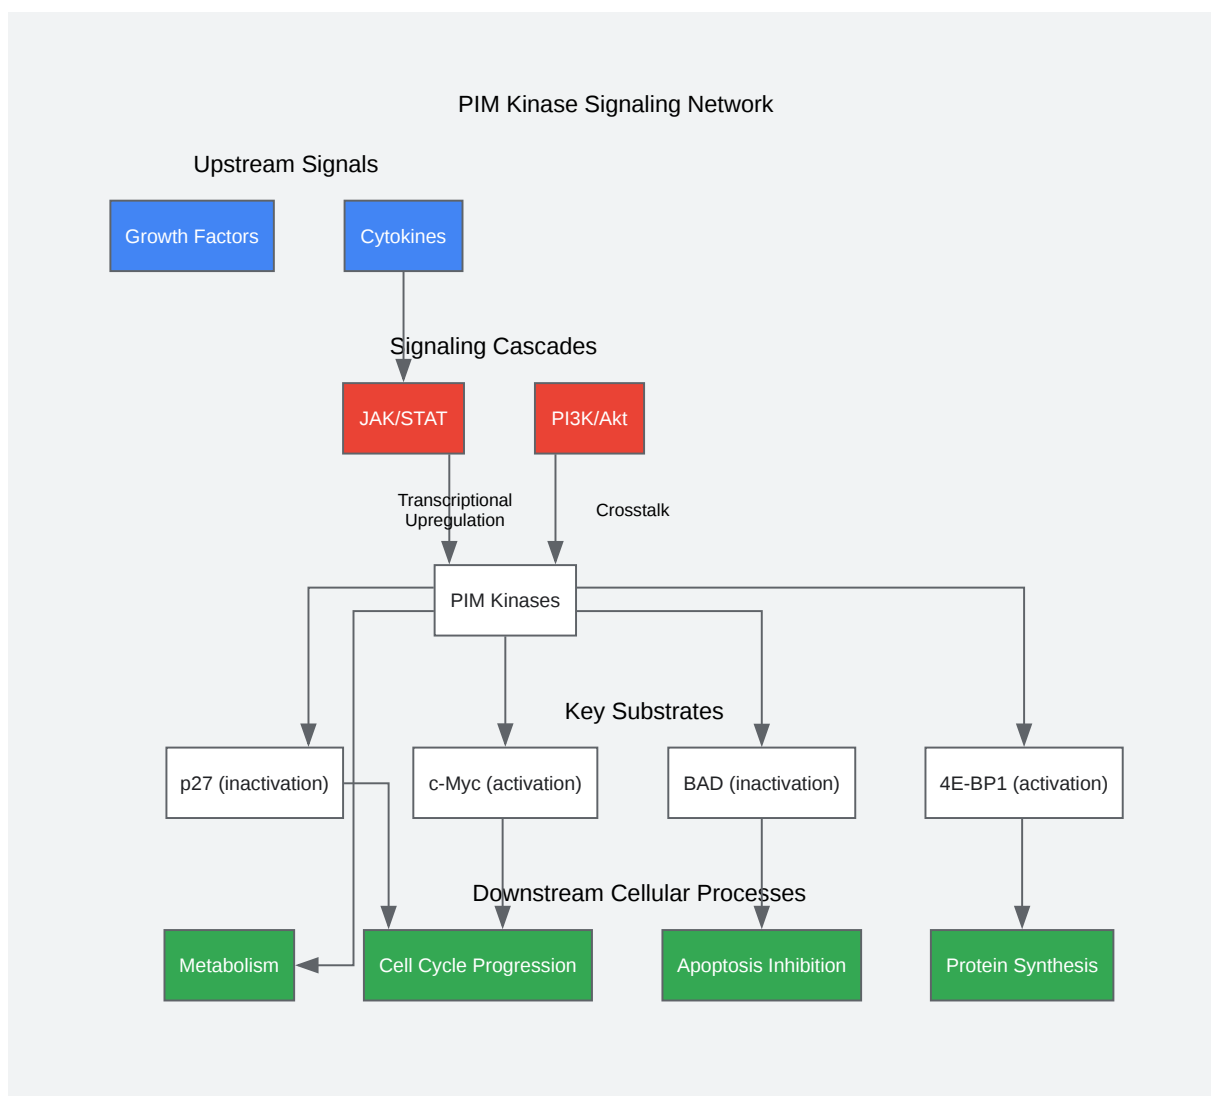 PIM Kinase Signaling Network
Upstream Signals
Growth Factors
Cytokines
Signaling Cascades
JAK/STAT
PI3K/Akt
Transcriptional
Upregulation
Crosstalk
PIM Kinases
Key Substrates
p27 (inactivation)
c-Myc (activation)
BAD (inactivation)
4E-BP1 (activation)
Downstream Cellular Processes
Metabolism
Cell Cycle Progression
Apoptosis Inhibition
Protein Synthesis